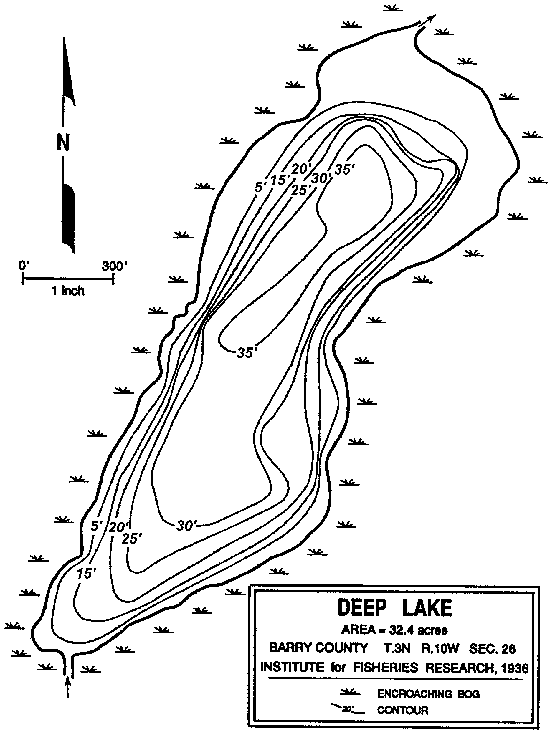 N
0' 300'
1 Inch
5' 15' 20' 25' 30' 35'
35'
30'
5' 20' 25'
15'
DEEP LAKE
AREA = 32.4 acres
BARRY COUNTY T.3N R.10W SEC. 26
INSTITUTE for FISHERIES RESEARCH, 1936
ENCROACHING BOG
CONTOUR